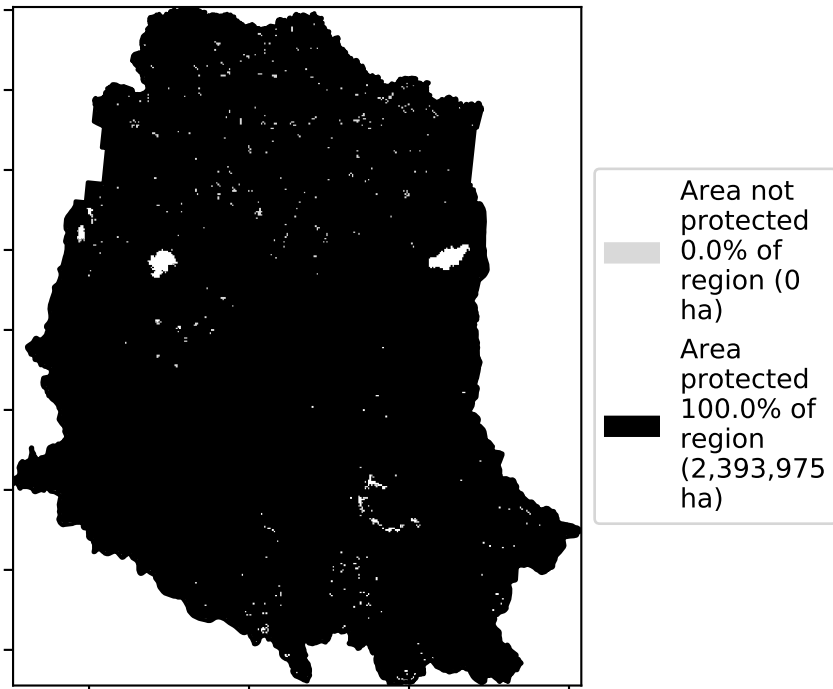 Area not
protected
0.0% of
region (0
ha)
Area
protected
100.0% of
region
(2,393,975
ha)